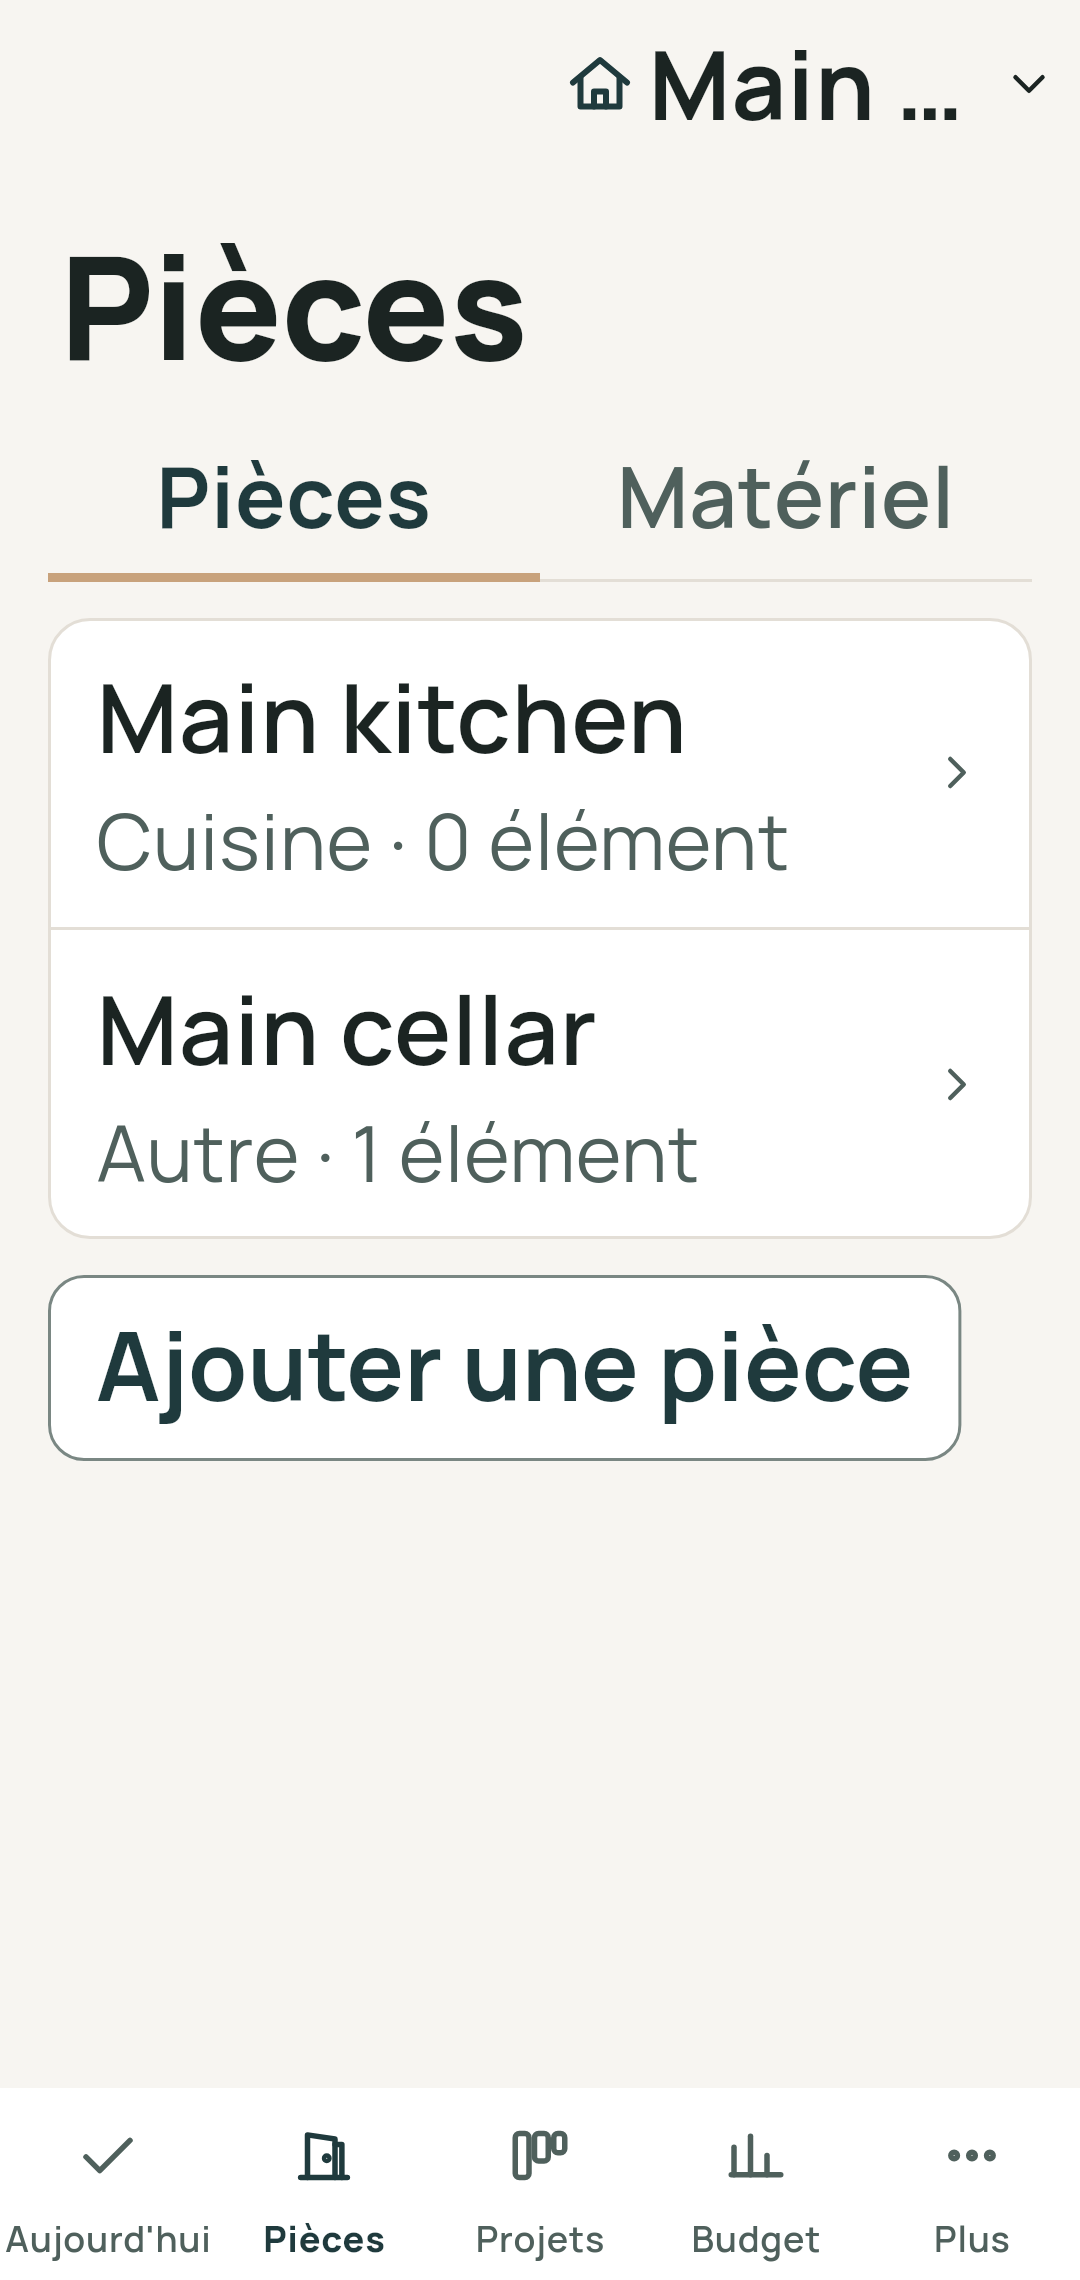 Main ...
Pièces
Pièces
Matériel
Main kitchen
Cuisine · 0 élément
Main cellar
Autre · 1 élément
Ajouter une pièce
Aujourd'hui
Pièces
Projets
Budget
Plus